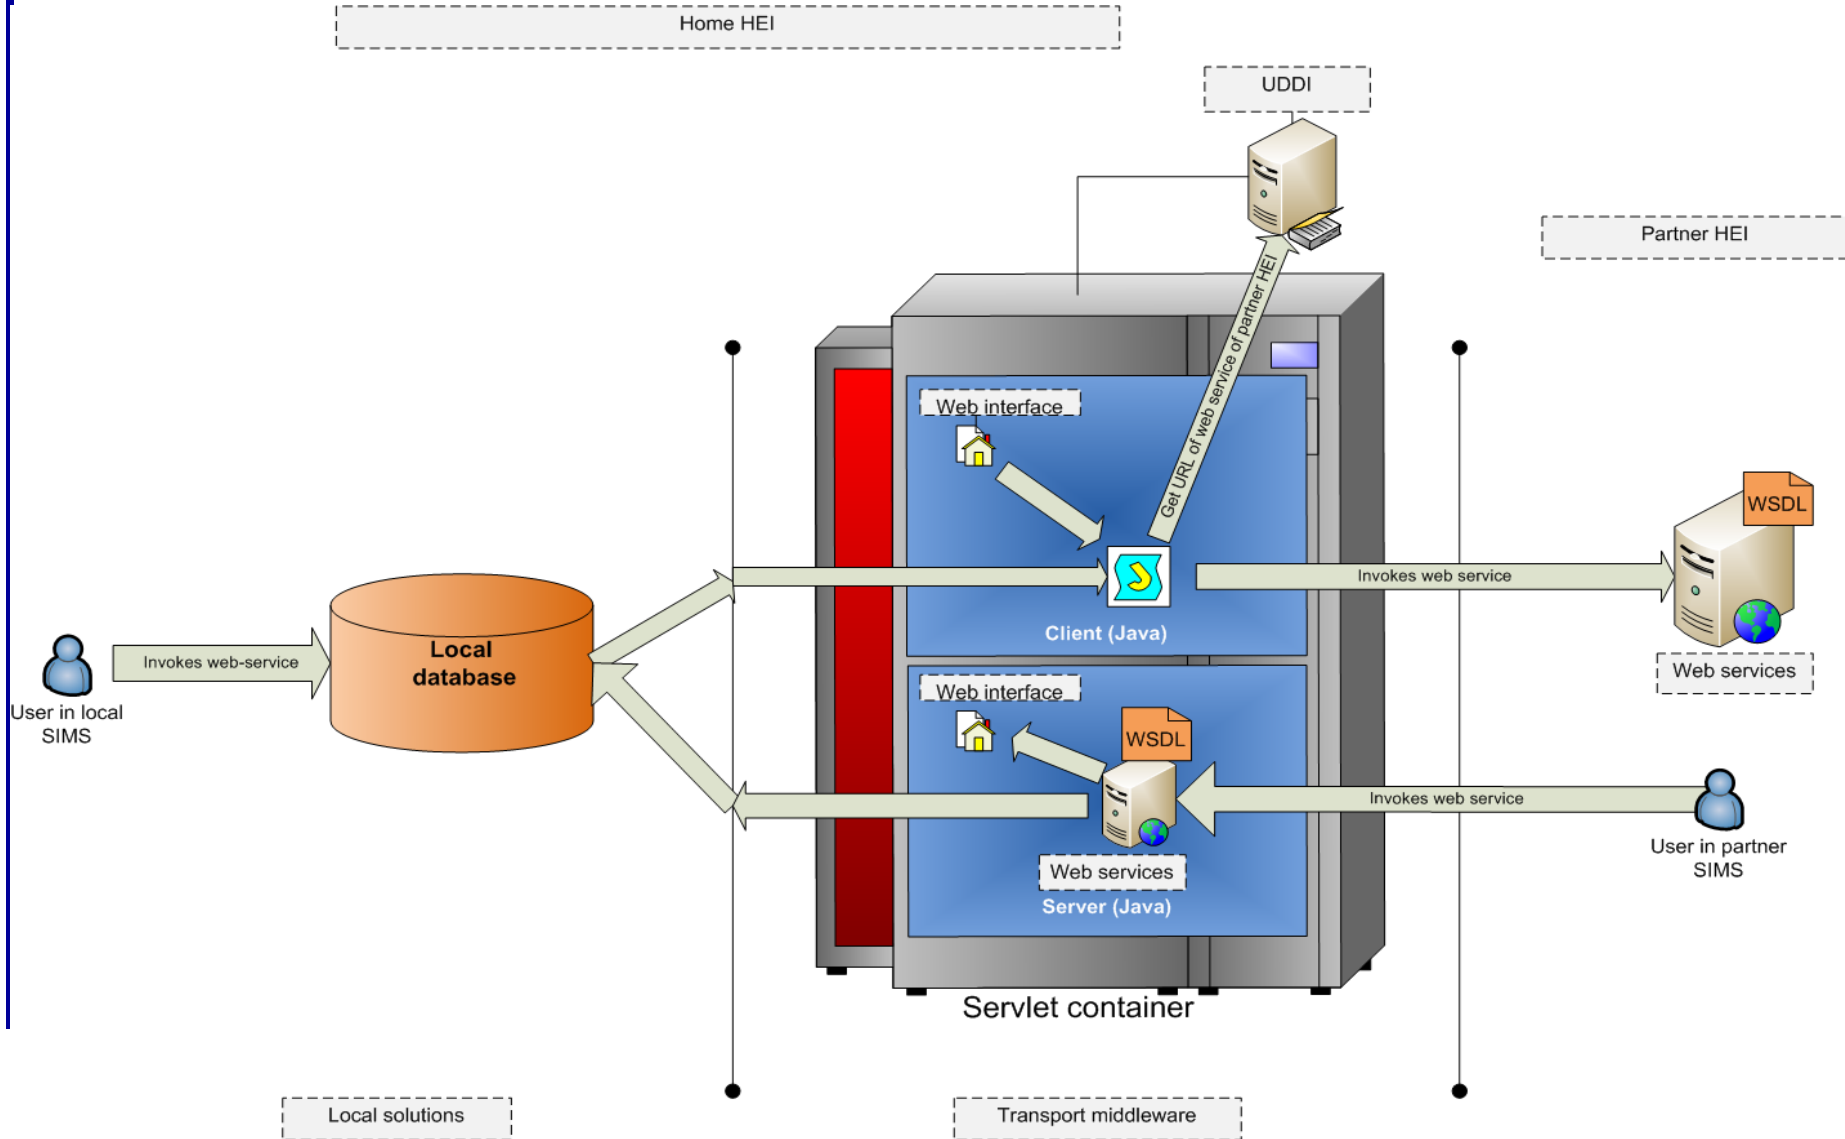 Home HEI
UDDI
Partner HEI
Get URL of web service of partner HEI
Web interface
WSDL
Invokes web service
Client (Java)
Local
database
Invokes web-service
User in local
SIMS
Web services
Web interface
WSDL
Invokes web service
User in partner
SIMS
Web services
Server (Java)
Servlet container
Local solutions
Transport middleware